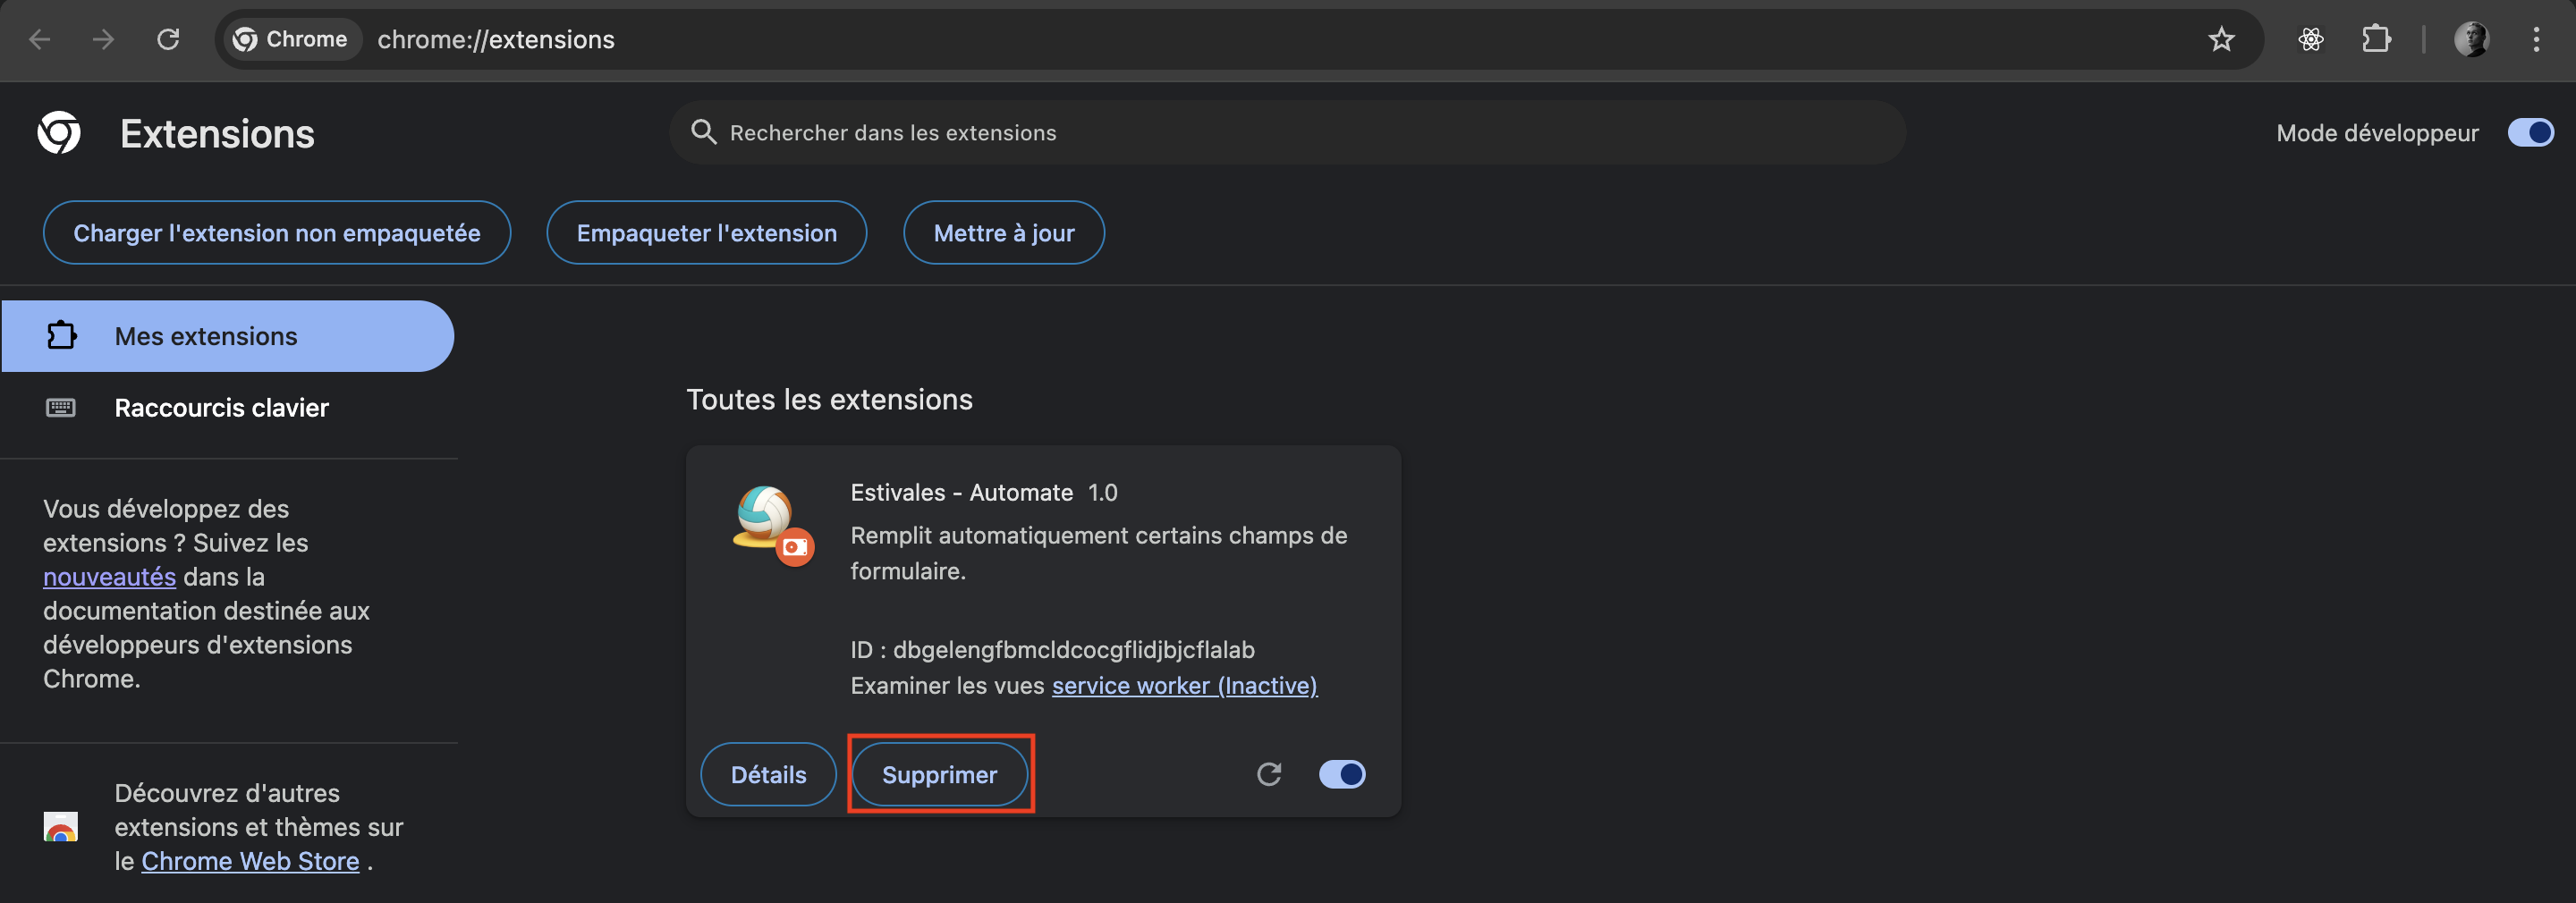 Chrome
chrome://extensions
Extensions
Rechercher dans les extensions
Mode développeur
Charger l'extension non empaquetée
Empaqueter l'extension
Mettre à jour
Mes extensions
Raccourcis clavier
Vous développez des
extensions ? Suivez les
nouveautés dans la
documentation destinée aux
développeurs d'extensions
Chrome.
Découvrez d'autres
extensions et thèmes sur
le Chrome Web Store .
Toutes les extensions
Estivales - Automate 1.0
Remplit automatiquement certains champs de
formulaire.
ID : dbgelengfbmcldcocgflidjbjcflalab
Examiner les vues service worker (Inactive)
Détails
Supprimer